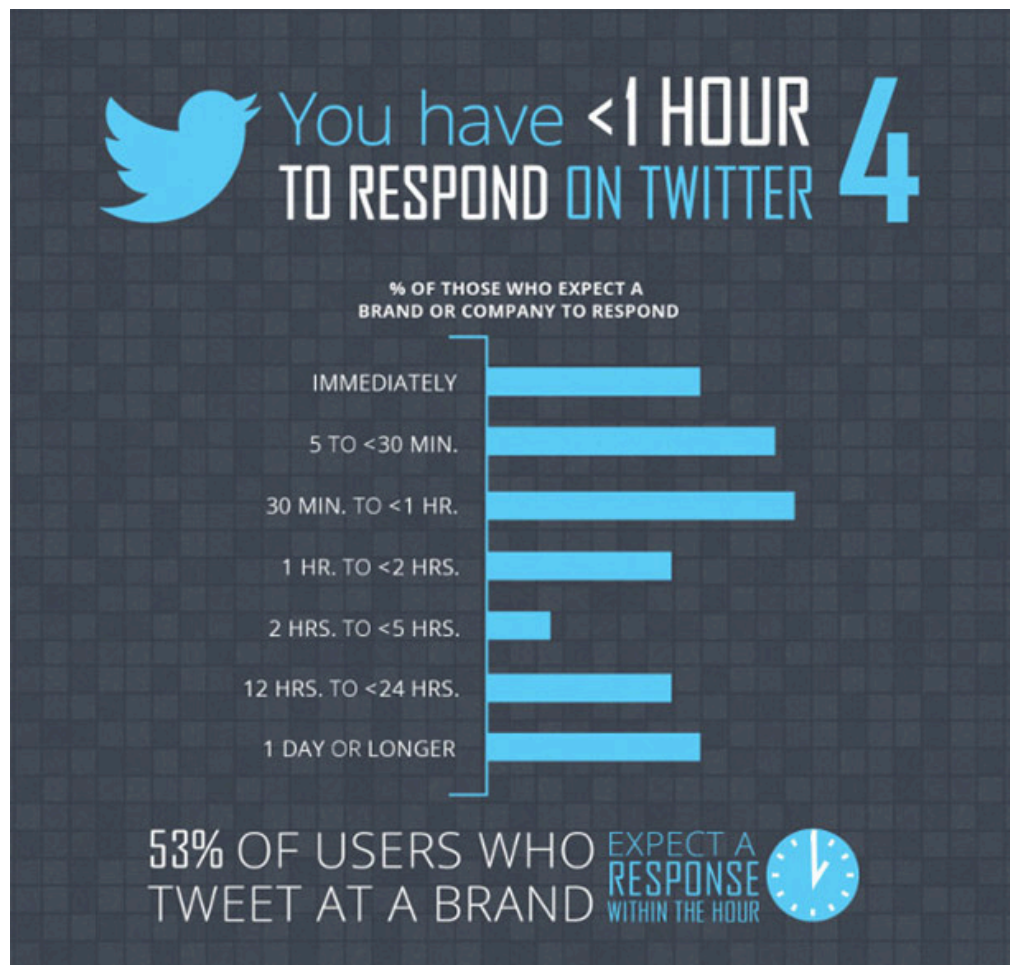 You have <1 HOUR 4
TO RESPOND ON TWITTER
% OF THOSE WHO EXPECT A
BRAND OR COMPANY TO RESPOND
IMMEDIATELY
5 TO <30 MIN.
30 MIN. TO <1 HR.
1 HR. TO <2 HRS.
2 HRS. TO <5 HRS.
12 HRS. TO <24 HRS.
1 DAY OR LONGER
53% OF USERS WHO
TWEET AT A BRAND
EXPECT A
RESPONSE
WITHIN THE HOUR